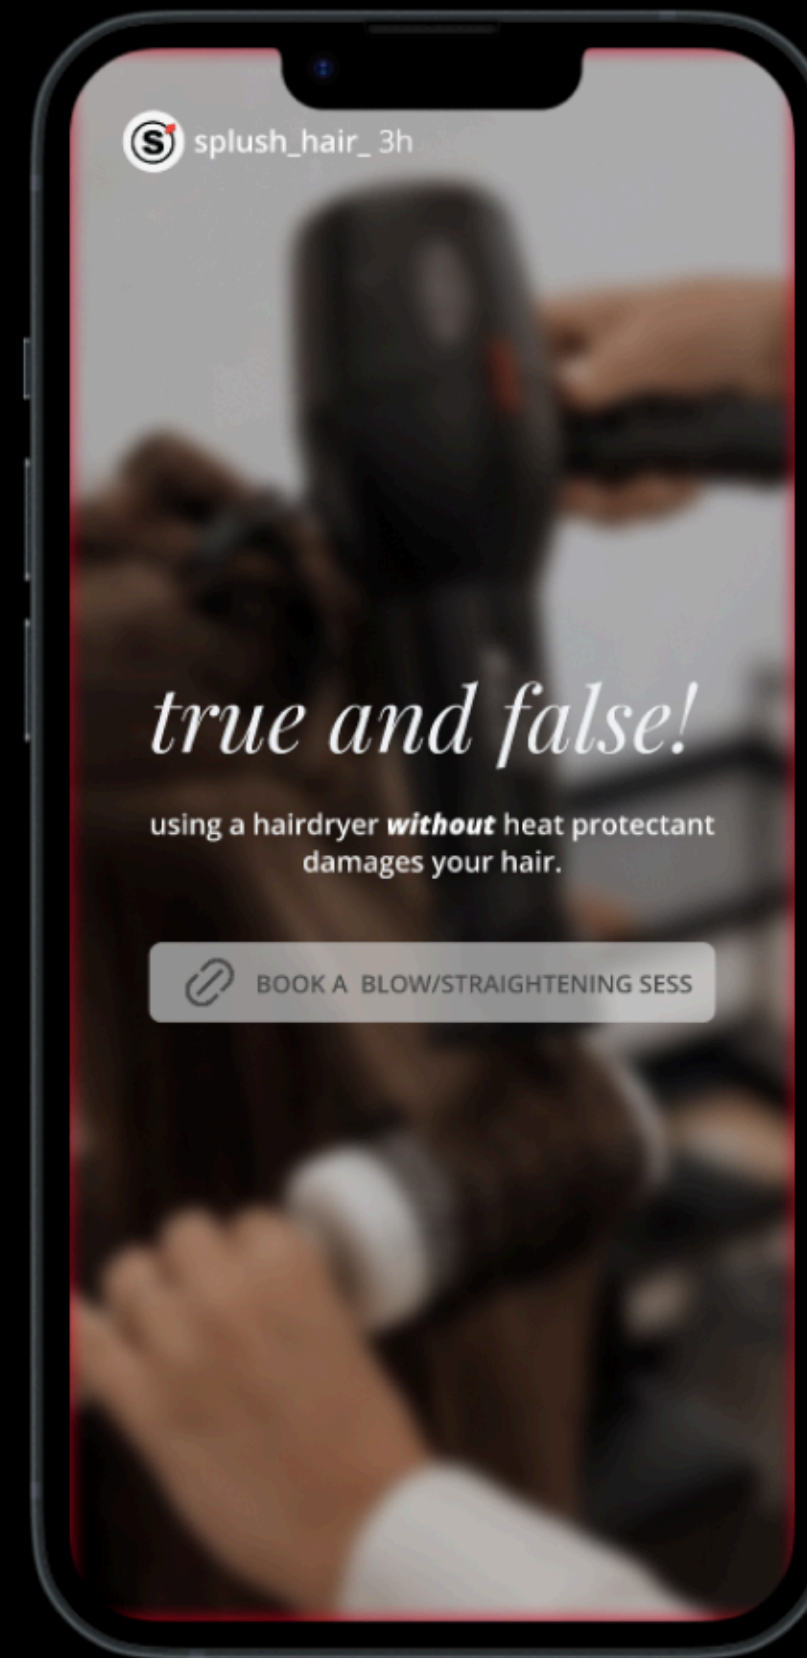 S
splush_hair_ 3h
true and false!
using a hairdryer without heat protectant
damages your hair.
BOOK A BLOW/STRAIGHTENING SESS